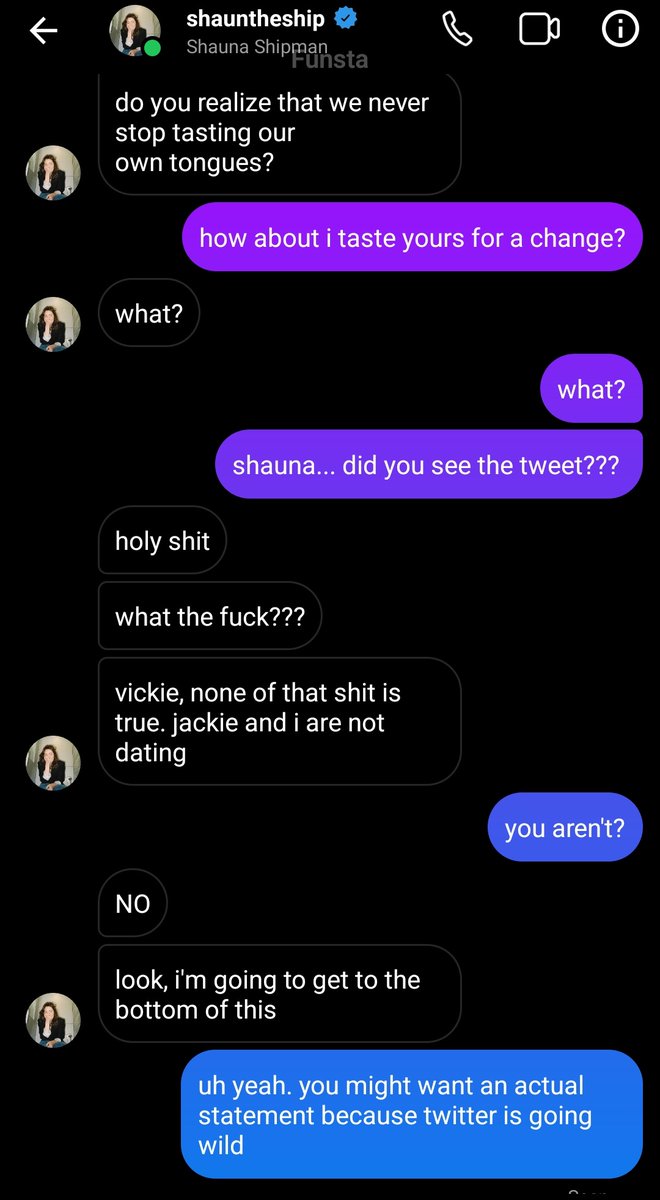 shauntheship
Shauna Shipman
Funsta
do you realize that we never
stop tasting our
own tongues?
how about i taste yours for a change?
what?
what?
shauna... did you see the tweet???
holy shit
what the fuck???
vickie, none of that shit is
true. jackie and i are not
dating
you aren't?
NO
look, i'm going to get to the
bottom of this
uh yeah. you might want an actual
statement because twitter is going
wild